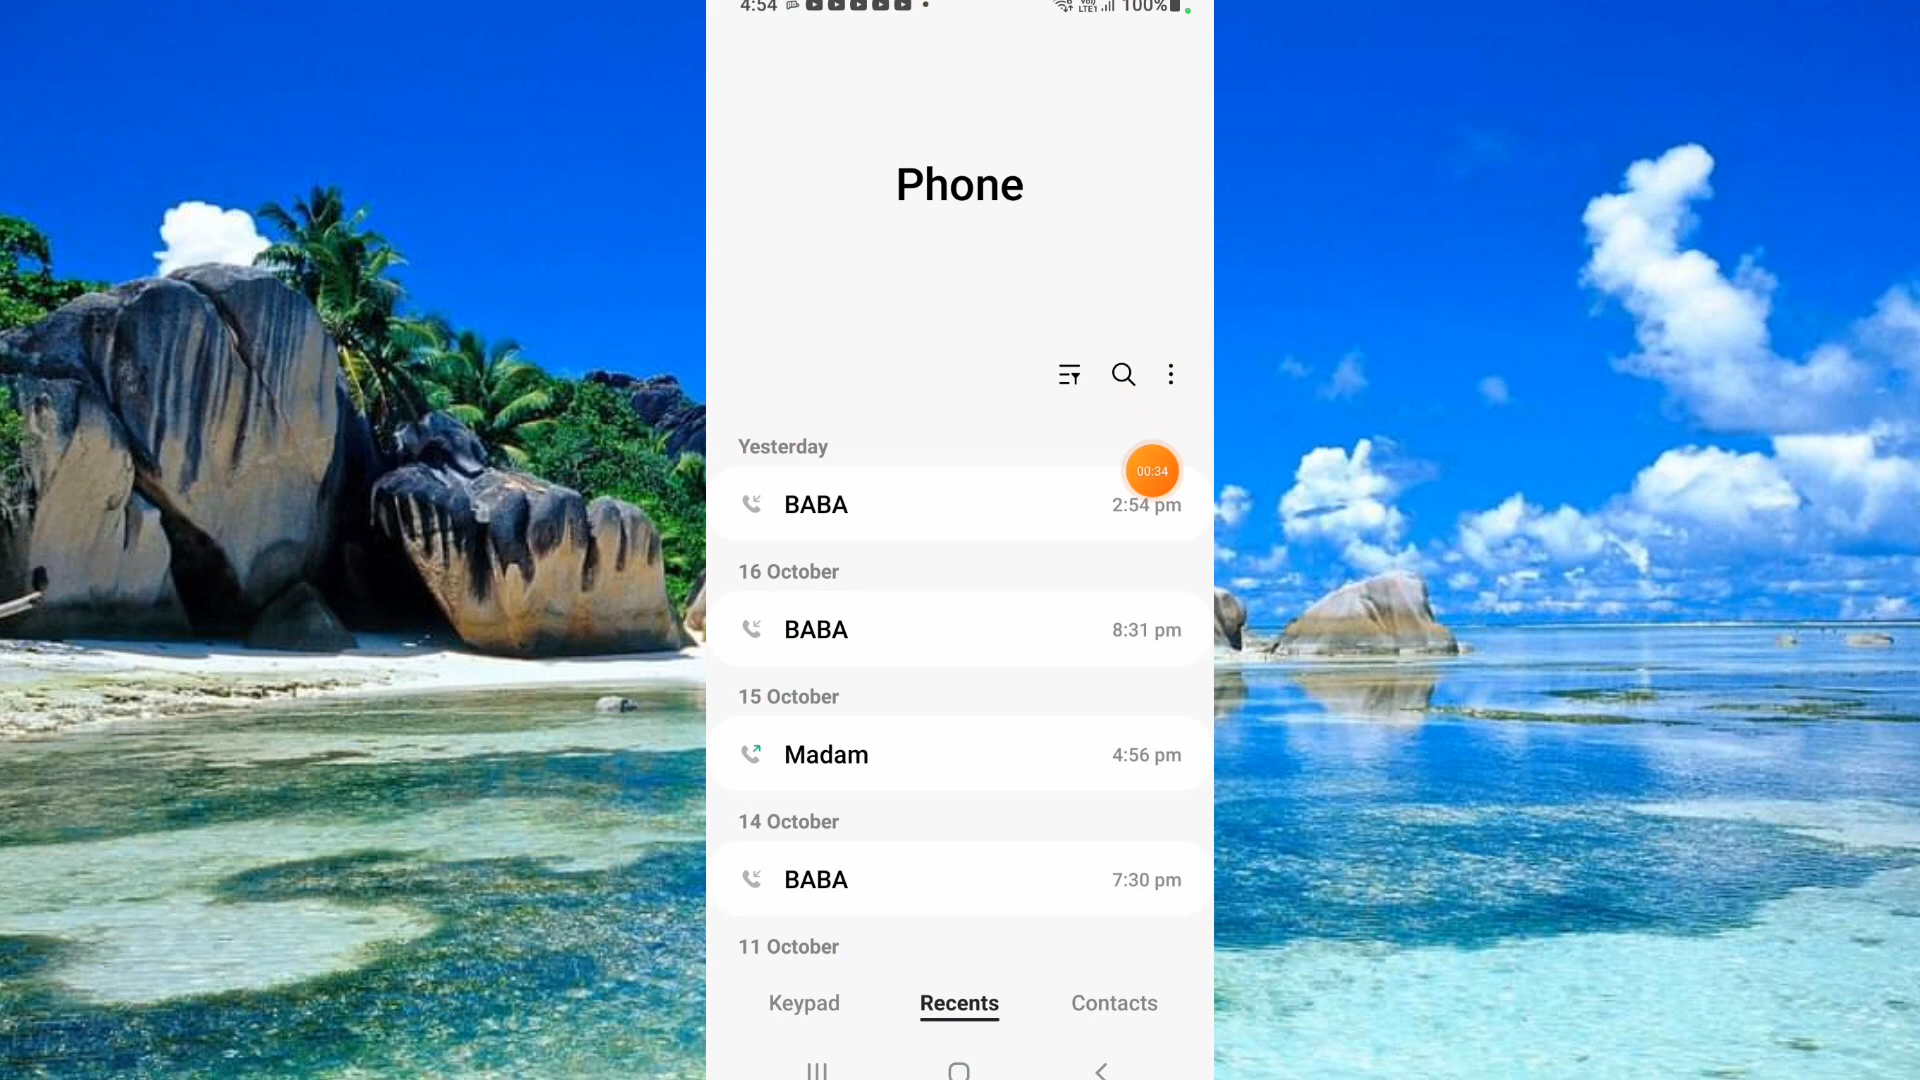 4:54 LTE1 100%
Phone
Yesterday
00:34
BABA 2:54 pm
16 October
BABA 8:31 pm
15 October
Madam 4:56 pm
14 October
BABA 7:30 pm
11 October
Keypad Recents Contacts